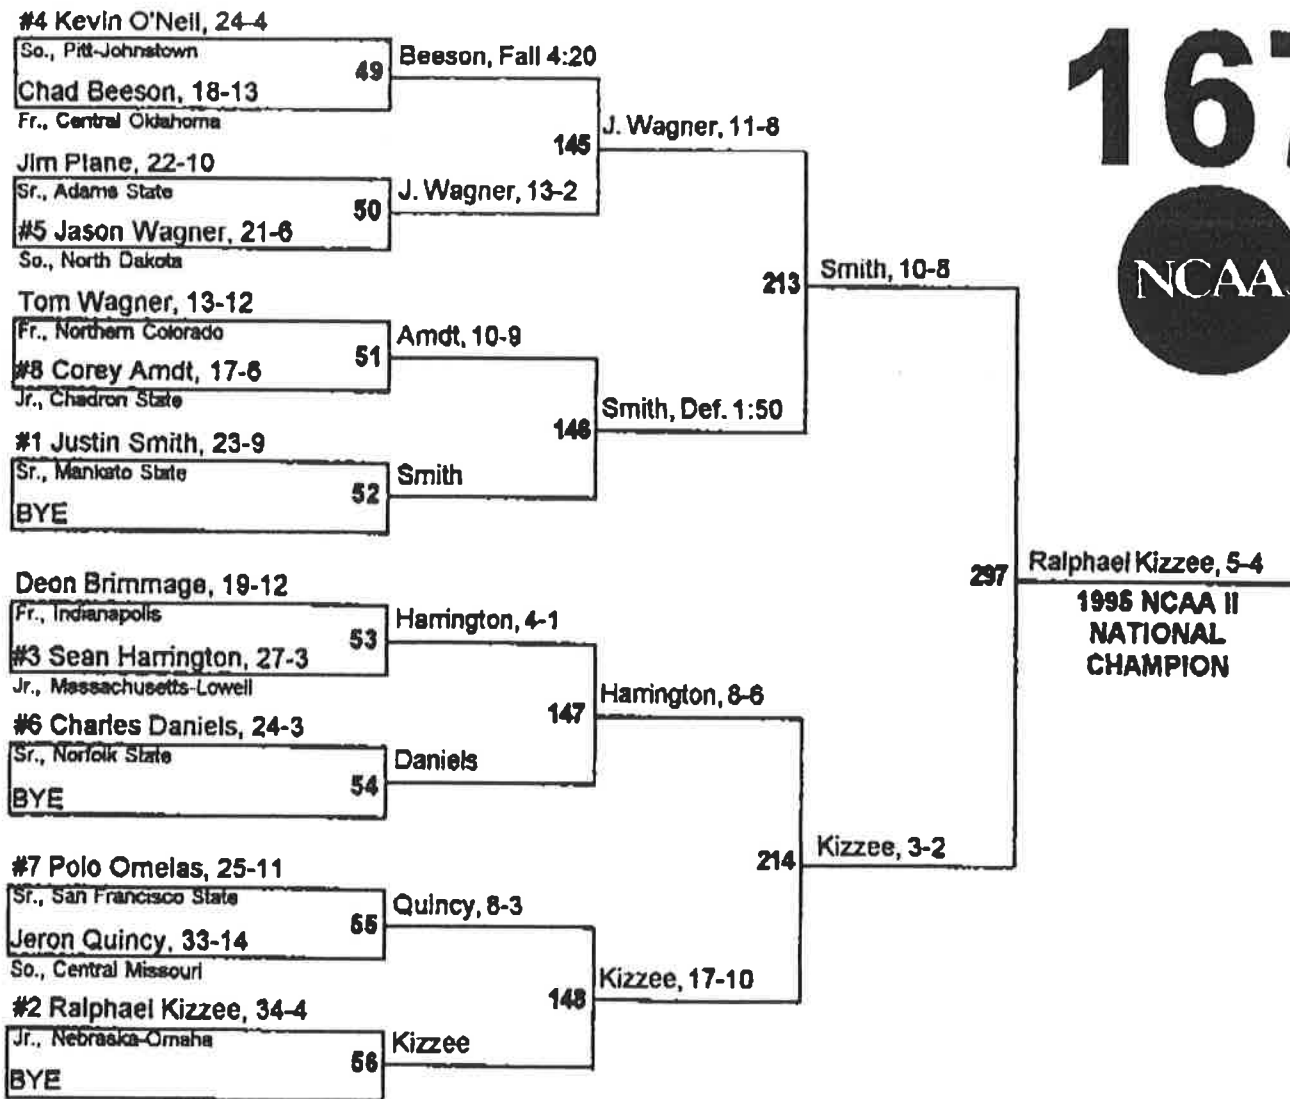 #4 Kevin O'Neil, 24-4
So., Pitt-Johnstown
49
Beeson, Fall 4:20
Chad Beeson, 18-13
Fr., Central Oklahoma
145
J. Wagner, 11-8
Jim Plane, 22-10
Sr., Adams State
50
J. Wagner, 13-2
#5 Jason Wagner, 21-6
So., North Dakota
213
Smith, 10-8
Tom Wagner, 13-12
Fr., Northern Colorado
51
Arndt, 10-9
#8 Corey Arndt, 17-6
Jr., Chadron State
146
Smith, Def. 1:50
#1 Justin Smith, 23-9
Sr., Mankato State
52
Smith
BYE
297
Ralphael Kizzee, 5-4
1995 NCAA II
NATIONAL
CHAMPION
Deon Brimmage, 19-12
Fr., Indianapolis
53
Harrington, 4-1
#3 Sean Harrington, 27-3
Jr., Massachusetts-Lowell
147
Harrington, 8-6
#6 Charles Daniels, 24-3
Sr., Norfolk State
54
Daniels
BYE
214
Kizzee, 3-2
#7 Polo Ornelas, 25-11
Sr., San Francisco State
55
Quincy, 8-3
Jeron Quincy, 33-14
So., Central Missouri
148
Kizzee, 17-10
#2 Ralphael Kizzee, 34-4
Jr., Nebraska-Omaha
56
Kizzee
BYE
167
NCAA